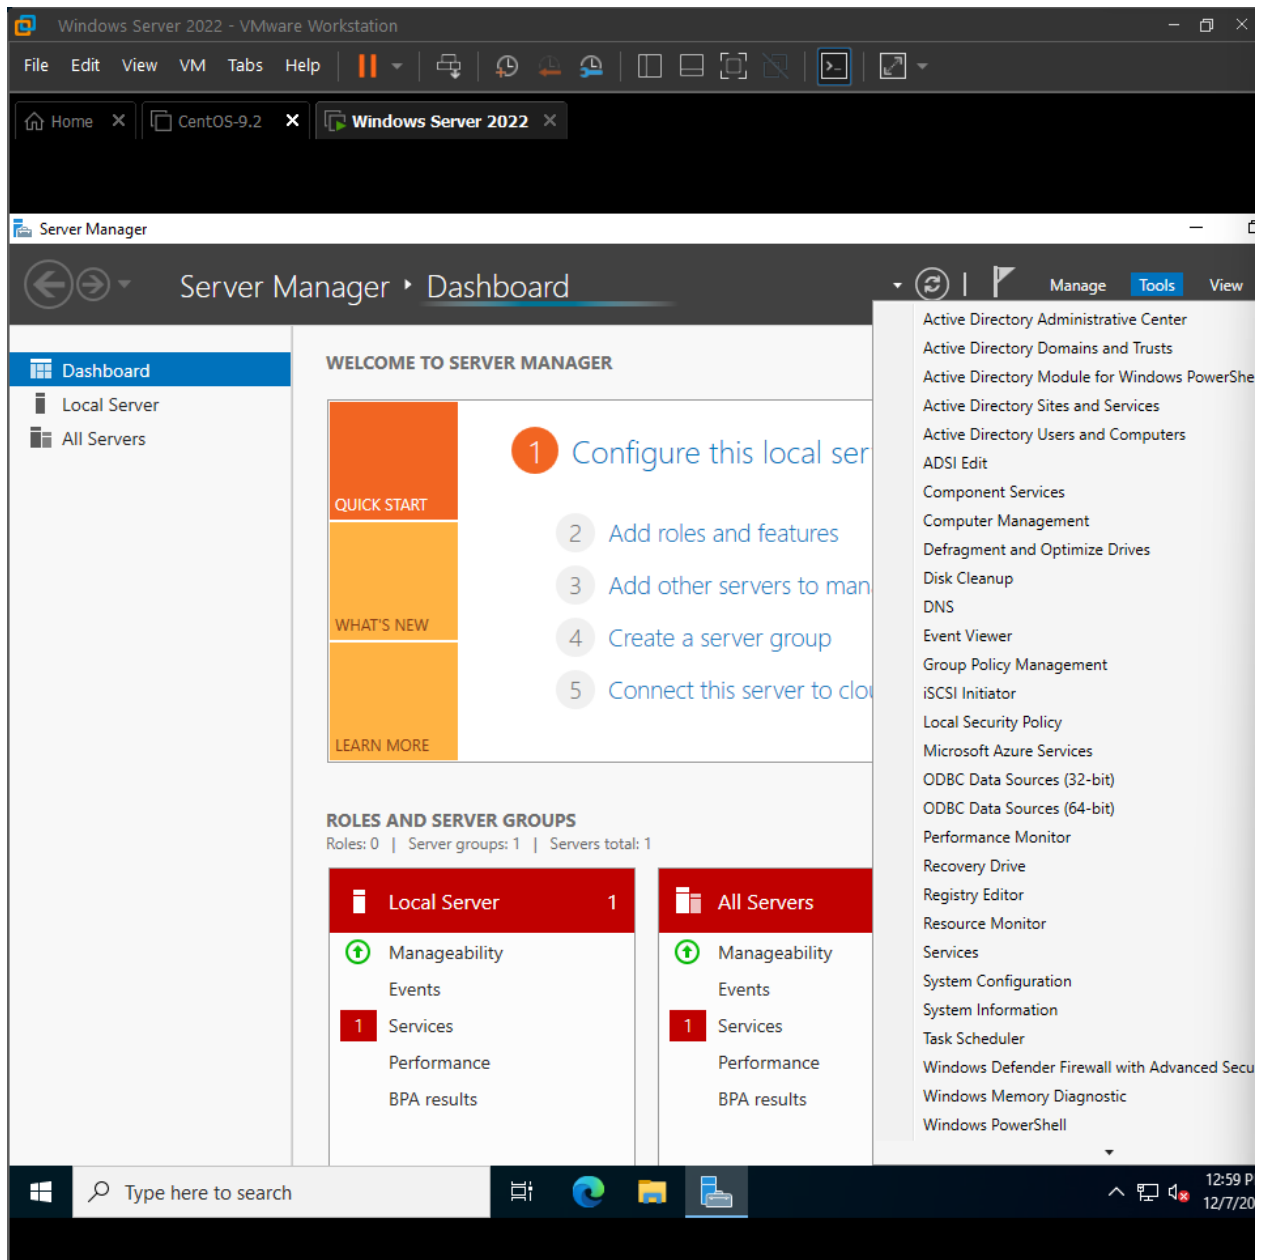 Windows Server 2022 - VMware Workstation
File Edit View VM Tabs Help
Home CentOS-9.2 Windows Server 2022
Server Manager
Server Manager Dashboard
Manage Tools View
Dashboard
Local Server
All Servers
WELCOME TO SERVER MANAGER
QUICK START
WHAT'S NEW
LEARN MORE
1 Configure this local ser
2 Add roles and features
3 Add other servers to man
4 Create a server group
5 Connect this server to clou
ROLES AND SERVER GROUPS
Roles: 0 | Server groups: 1 | Servers total: 1
Local Server 1
Manageability
Events
1 Services
Performance
BPA results
All Servers
Manageability
Events
1 Services
Performance
BPA results
Active Directory Administrative Center
Active Directory Domains and Trusts
Active Directory Module for Windows PowerShe
Active Directory Sites and Services
Active Directory Users and Computers
ADSI Edit
Component Services
Computer Management
Defragment and Optimize Drives
Disk Cleanup
DNS
Event Viewer
Group Policy Management
iSCSI Initiator
Local Security Policy
Microsoft Azure Services
ODBC Data Sources (32-bit)
ODBC Data Sources (64-bit)
Performance Monitor
Recovery Drive
Registry Editor
Resource Monitor
Services
System Configuration
System Information
Task Scheduler
Windows Defender Firewall with Advanced Secu
Windows Memory Diagnostic
Windows PowerShell
Type here to search
12:59 P
12/7/20